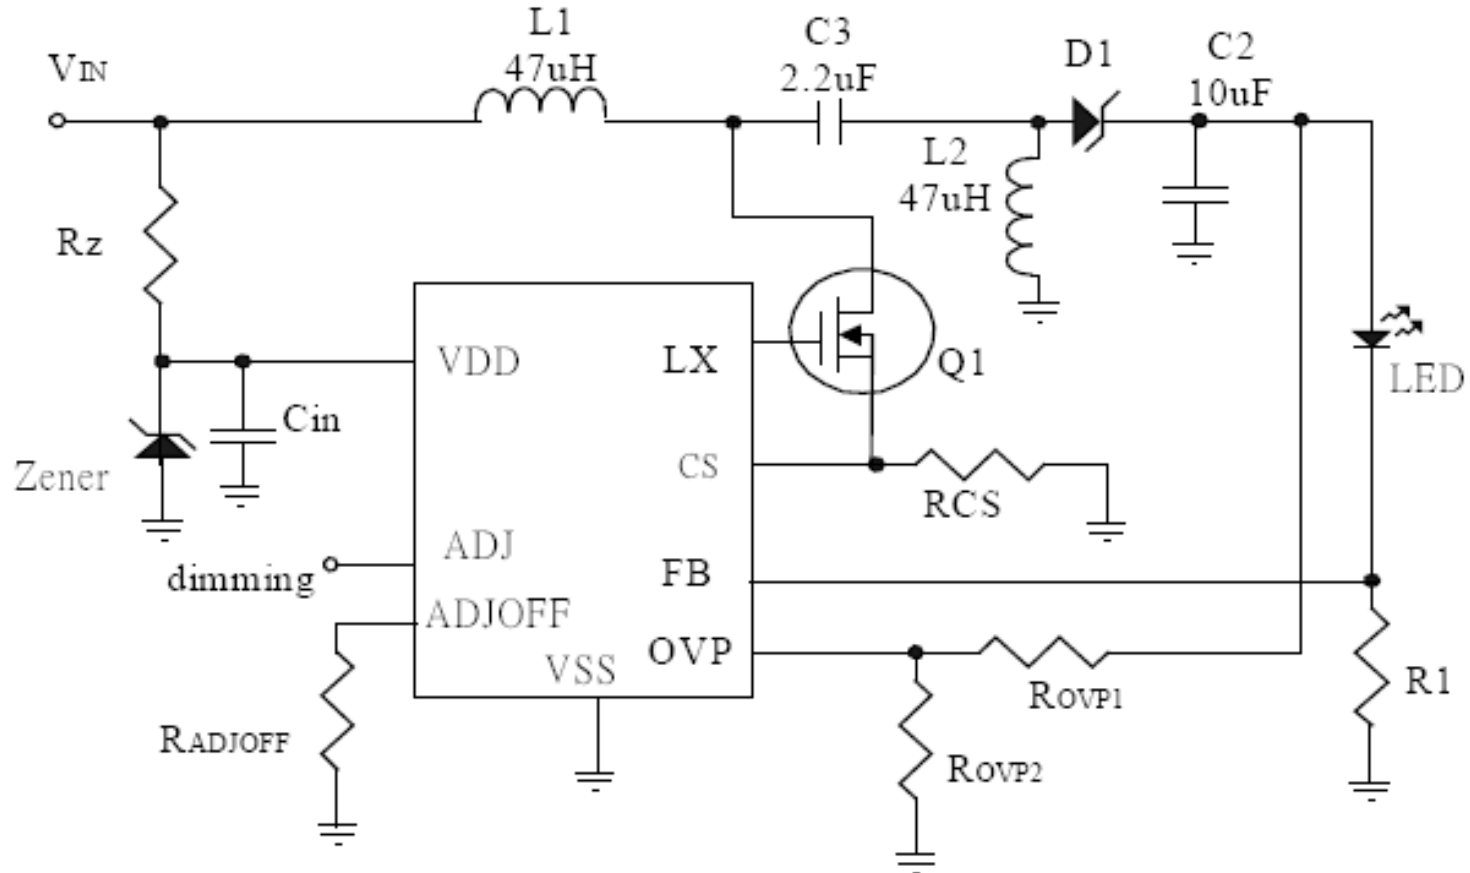 L1
47uH
C3
2.2uF
D1
C2
10uF
VIN
L2
47uH
Rz
VDD
LX
Q1
LED
Cin
Zener
CS
RCS
ADJ
dimming
FB
ADJOFF
OVP
VSS
ROVP1
R1
RADJOFF
ROVP2